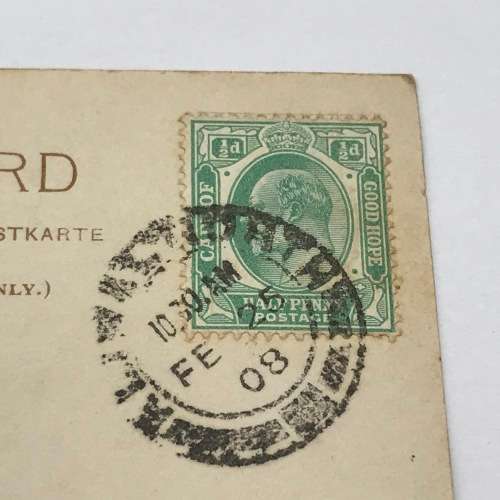 ½d ½d
CAPE OF GOOD HOPE
HALF PENNY
POSTAGE
RD
STKARTE
NLY.)
10.30 AM
FE 25
08